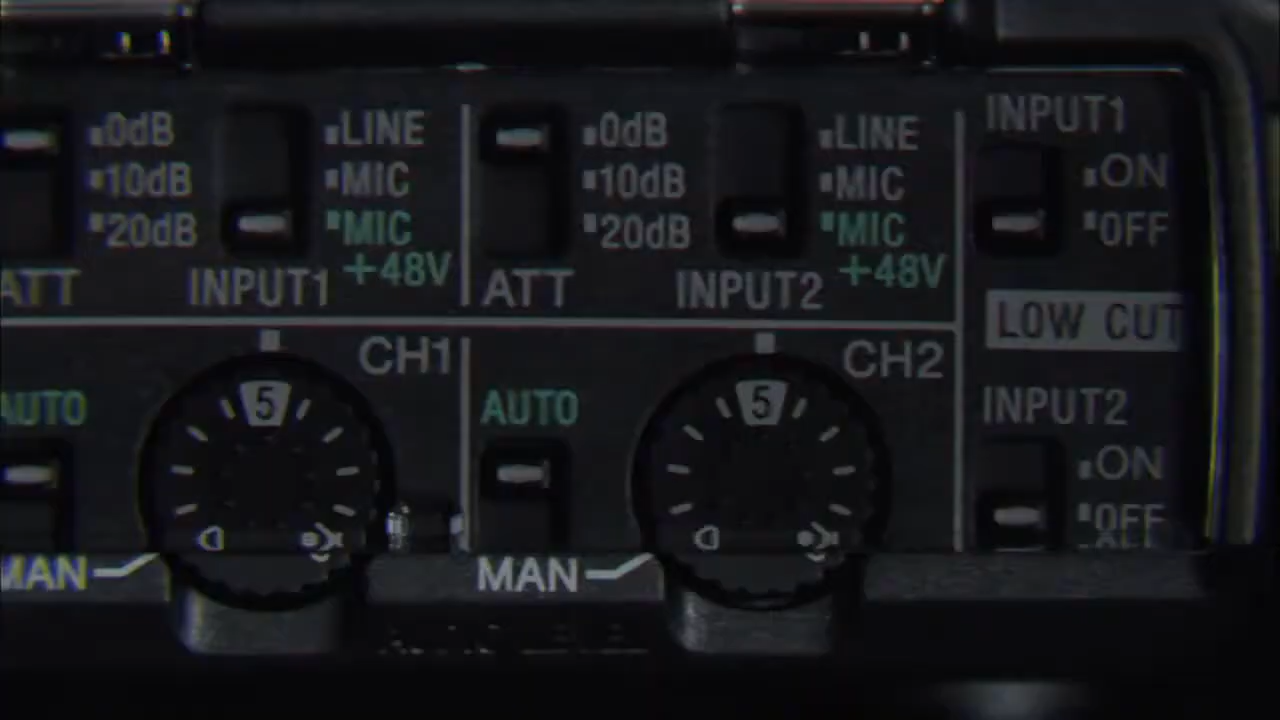 0dB LINE 0dB LINE INPUT1
10dB MIC 10dB MIC ON
20dB MIC 20dB MIC OFF
ATT INPUT1 +48V ATT INPUT2 +48V
LOW CUT
CH1 CH2
5 5
AUTO AUTO INPUT2
ON
OFF
MAN MAN